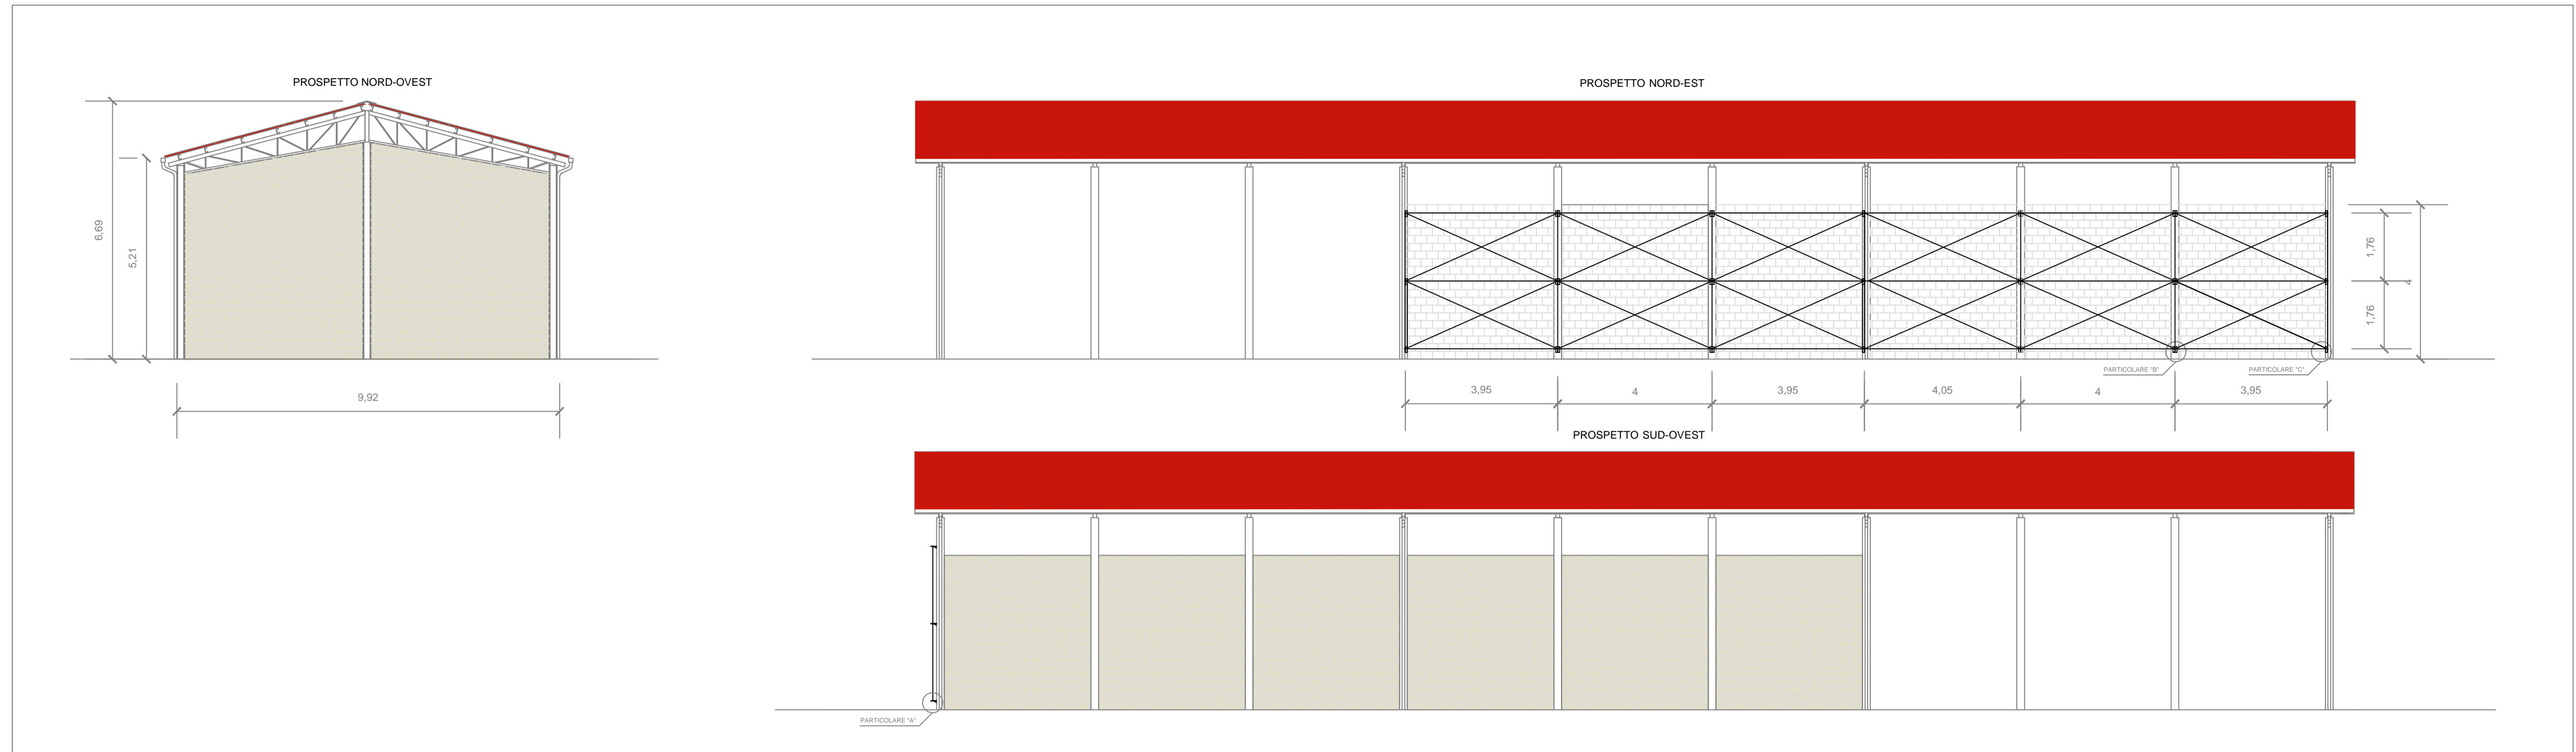 PROSPETTO NORD-OVEST
6,69
5,21
9,92
PROSPETTO NORD-EST
1,76
1,76
4
PARTICOLARE "B"
PARTICOLARE "C"
3,95
4
3,95
4,05
4
3,95
PROSPETTO SUD-OVEST
PARTICOLARE "A"